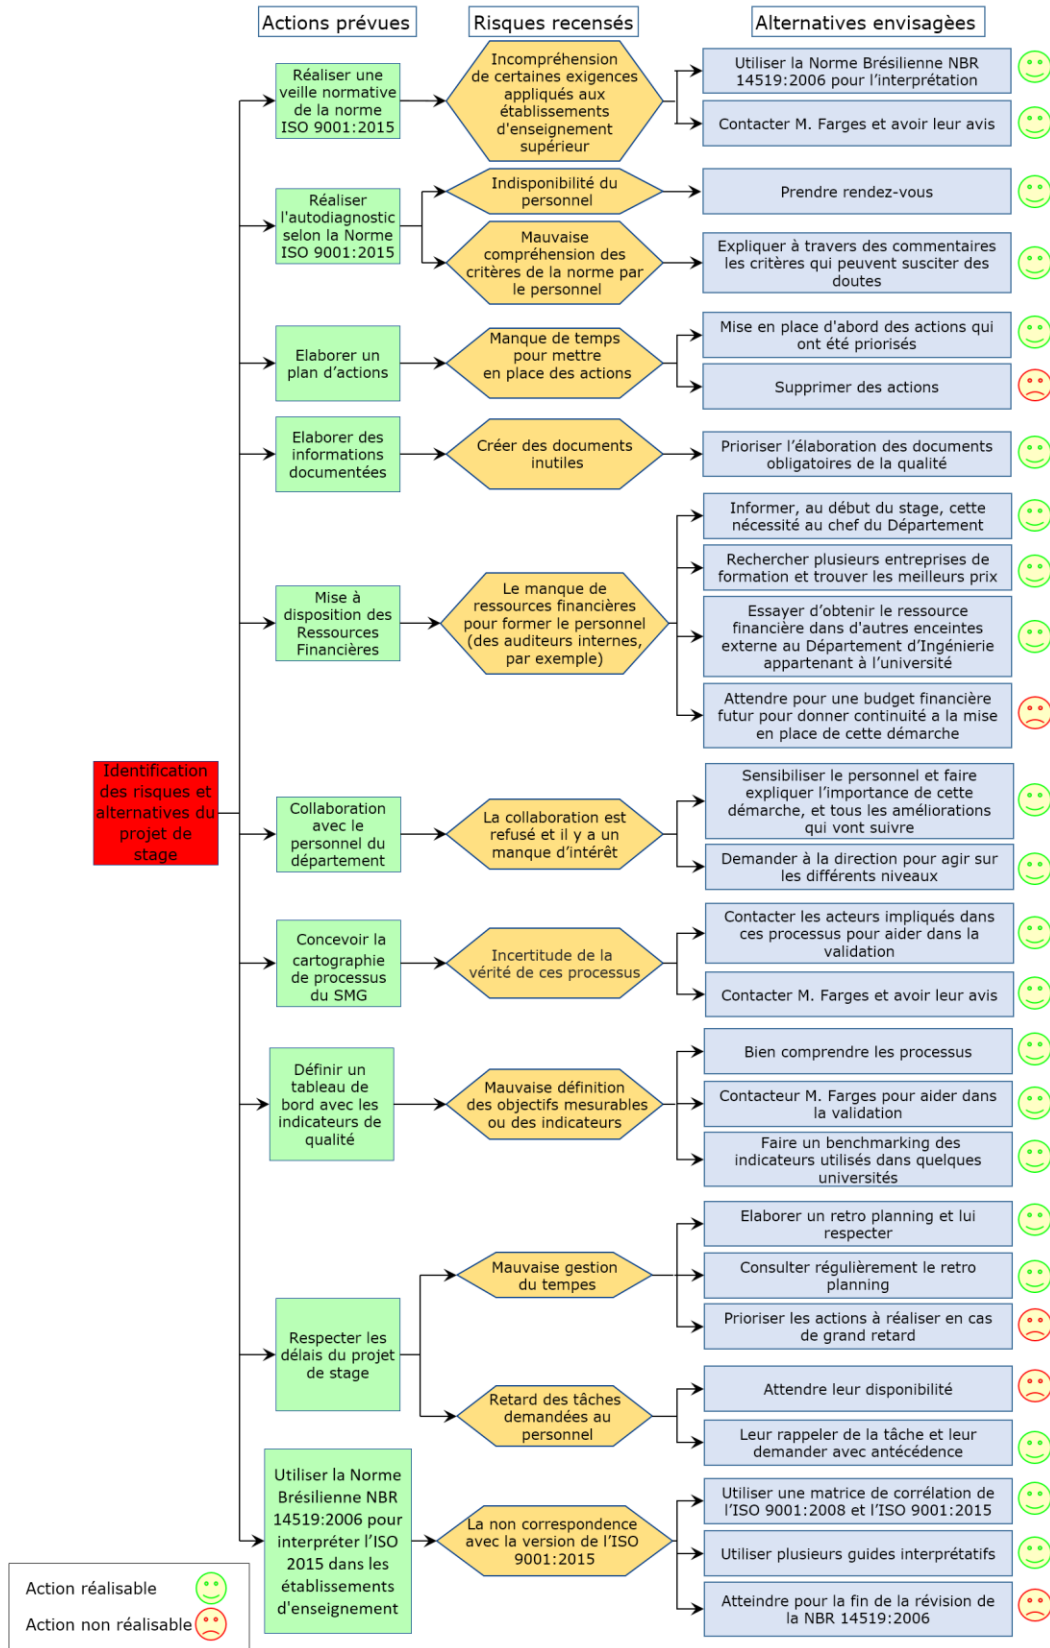 Actions prévues
Risques recensés
Alternatives envisagèes
Réaliser une
veille normative
de la norme
ISO 9001:2015
Incompréhension
de certaines exigences
appliqués aux
établissements
d'enseignement
supérieur
Utiliser la Norme Brésilienne NBR
14519:2006 pour l'interprétation
Contacter M. Farges et avoir leur avis
Réaliser
l'autodiagnostic
selon la Norme
ISO 9001:2015
Indisponibilité du
personnel
Prendre rendez-vous
Mauvaise
compréhension des
critères de la norme par
le personnel
Expliquer à travers des commentaires
les critères qui peuvent susciter des
doutes
Elaborer un
plan d'actions
Manque de temps
pour mettre
en place des actions
Mise en place d'abord des actions qui
ont été priorisés
Supprimer des actions
Elaborer des
informations
documentées
Créer des documents
inutiles
Prioriser l'élaboration des documents
obligatoires de la qualité
Mise à
disposition des
Ressources
Financières
Le manque de
ressources financières
pour former le personnel
(des auditeurs internes,
par exemple)
Informer, au début du stage, cette
nécessité au chef du Département
Rechercher plusieurs entreprises de
formation et trouver les meilleurs prix
Essayer d'obtenir le ressource
financière dans d'autres enceintes
externe au Département d'Ingénierie
appartenant à l'université
Attendre pour une budget financière
futur pour donner continuité a la mise
en place de cette démarche
Identification
des risques et
alternatives du
projet de
stage
Collaboration
avec le
personnel du
département
La collaboration est
refusé et il y a un
manque d'intérêt
Sensibiliser le personnel et faire
expliquer l'importance de cette
démarche, et tous les améliorations
qui vont suivre
Demander à la direction pour agir sur
les différents niveaux
Concevoir la
cartographie
de processus
du SMG
Incertitude de la
vérité de ces processus
Contacter les acteurs impliqués dans
ces processus pour aider dans la
validation
Contacter M. Farges et avoir leur avis
Définir un
tableau de
bord avec les
indicateurs de
qualité
Mauvaise définition
des objectifs mesurables
ou des indicateurs
Bien comprendre les processus
Contacteur M. Farges pour aider dans
la validation
Faire un benchmarking des
indicateurs utilisés dans quelques
universités
Respecter les
délais du projet
de stage
Mauvaise gestion
du tempes
Elaborer un retro planning et lui
respecter
Consulter régulièrement le retro
planning
Prioriser les actions à réaliser en cas
de grand retard
Retard des tâches
demandées au
personnel
Attendre leur disponibilité
Leur rappeler de la tâche et leur
demander avec antécédence
Utiliser la Norme
Brésilienne NBR
14519:2006 pour
interpréter l'ISO
2015 dans les
établissements
d'enseignement
La non correspondence
avec la version de l'ISO
9001:2015
Utiliser une matrice de corrélation de
l'ISO 9001:2008 et l'ISO 9001:2015
Utiliser plusieurs guides interprétatifs
Atteindre pour la fin de la révision de
la NBR 14519:2006
Action réalisable
Action non réalisable